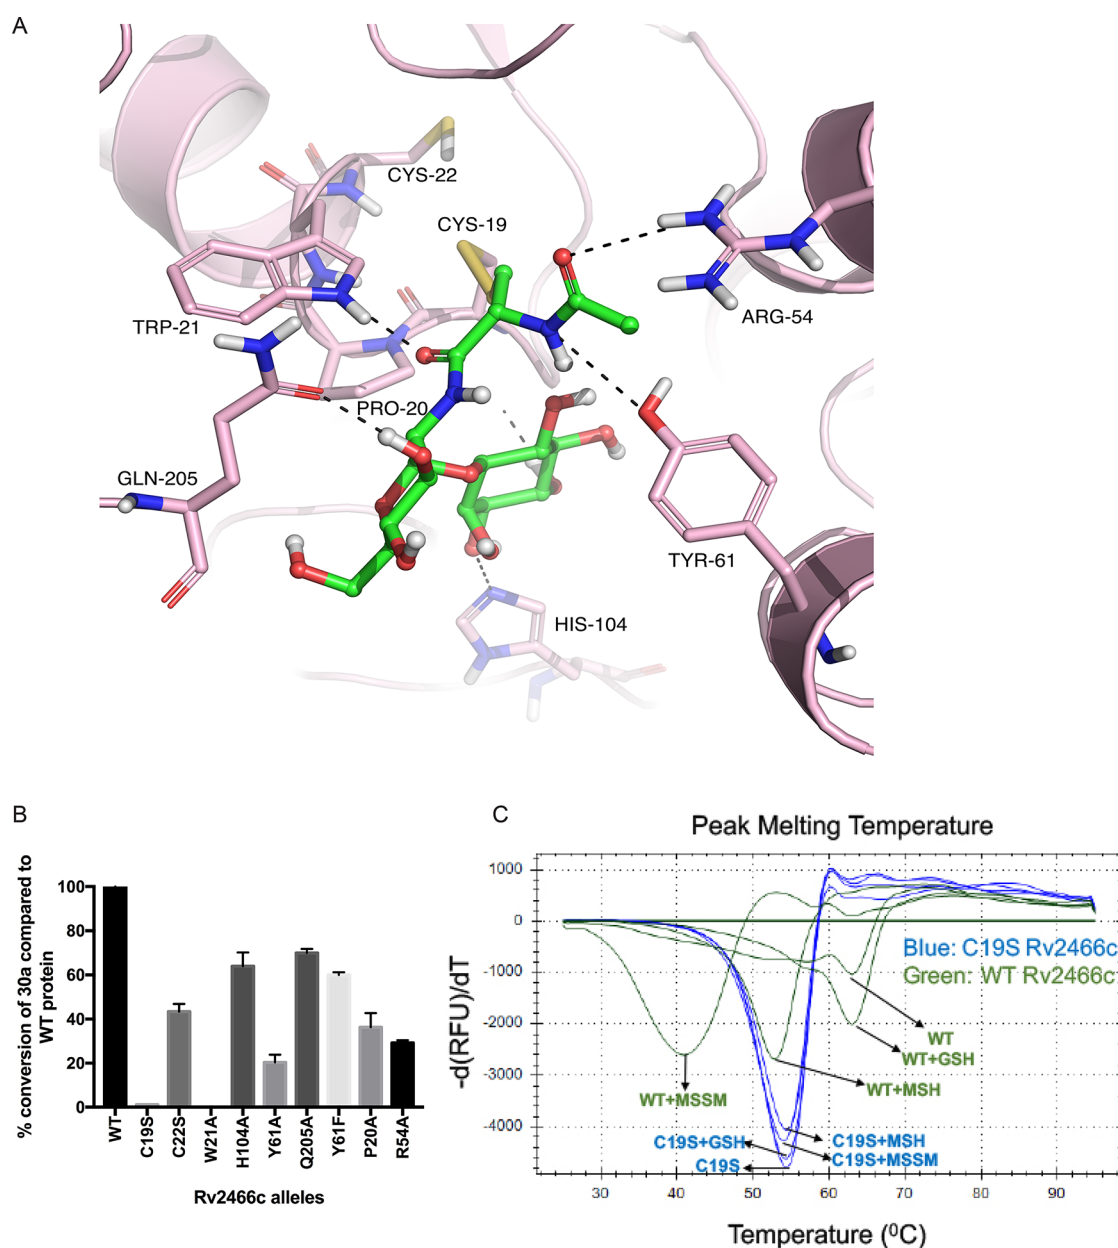 A
CYS-22
CYS-19
TRP-21
ARG-54
PRO-20
GLN-205
TYR-61
HIS-104
B
% conversion of 30a compared to
WT protein
100
80
60
40
20
0
WT
C19S
C22S
W21A
H104A
Y61A
Q205A
Y61F
P20A
R54A
Rv2466c alleles
C
Peak Melting Temperature
-d(RFU)/dT
1000
0
-1000
-2000
-3000
-4000
Blue: C19S Rv2466c
Green: WT Rv2466c
WT
WT+GSH
WT+MSH
WT+MSSM
C19S+GSH
C19S+MSH
C19S+MSSM
C19S
30
40
50
60
70
80
90
Temperature (⁰C)